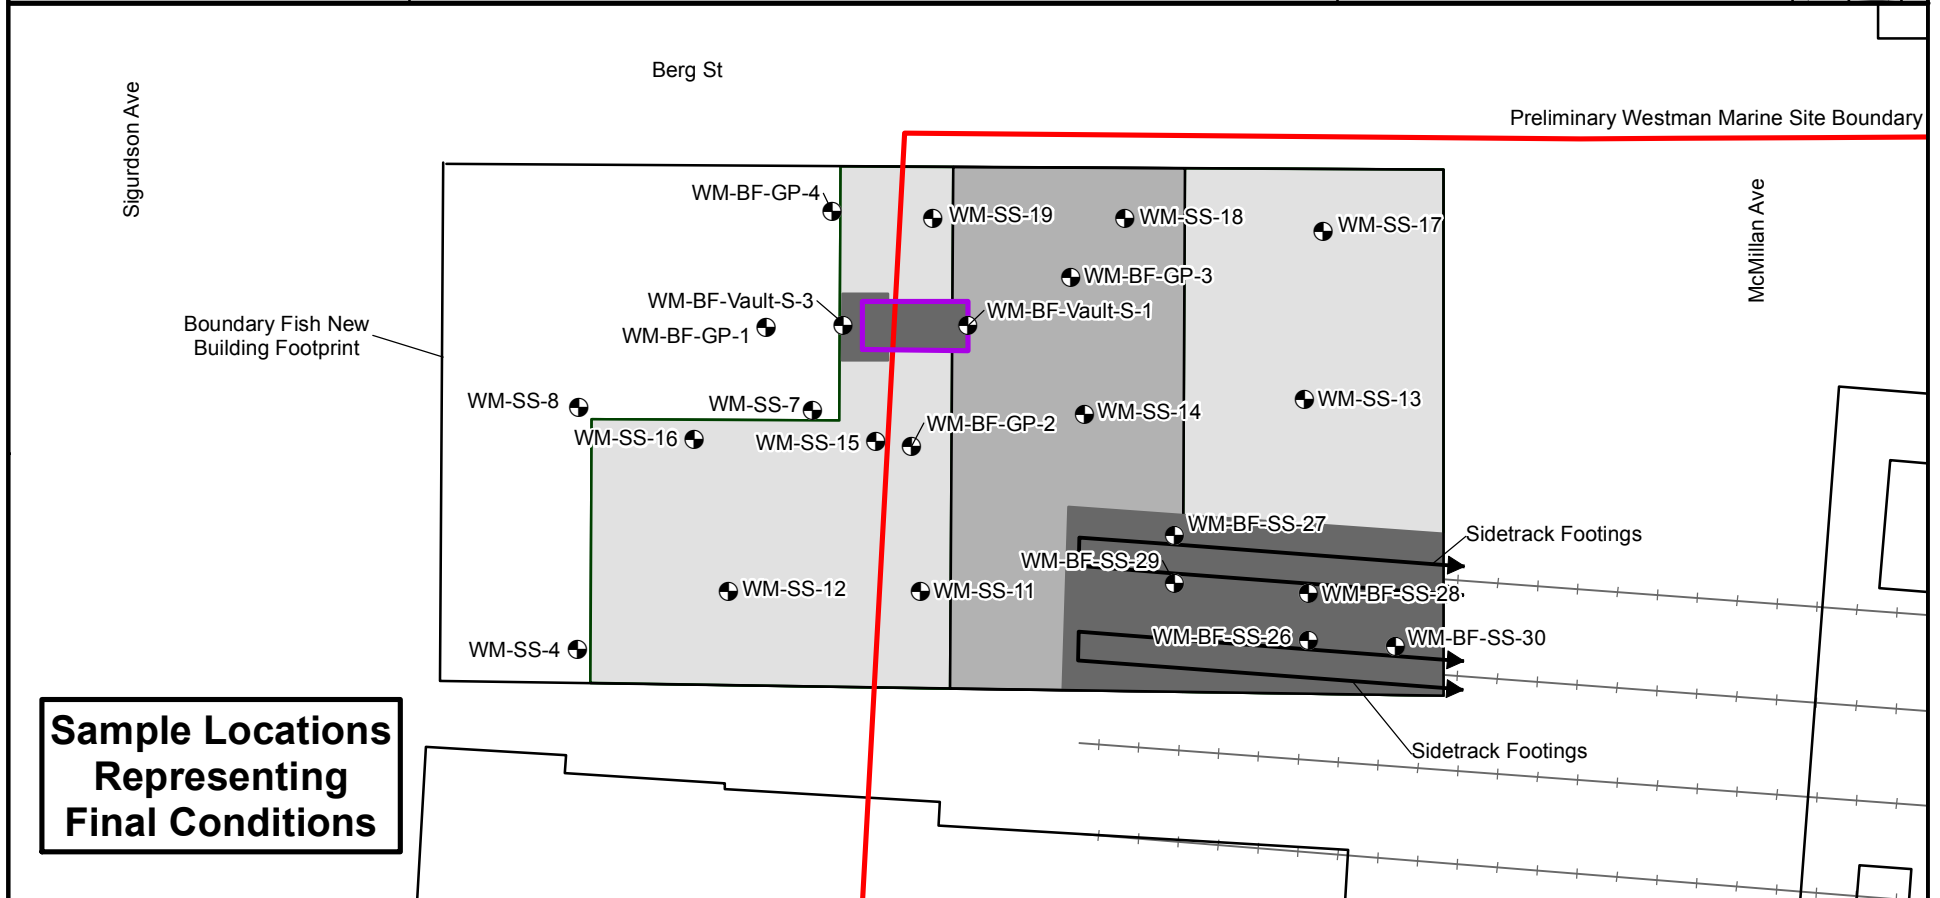 Berg St
Sigurdson Ave
Preliminary Westman Marine Site Boundary
McMillan Ave
WM-BF-GP-4
WM-SS-19
WM-SS-18
WM-SS-17
WM-BF-GP-3
WM-BF-Vault-S-3
WM-BF-Vault-S-1
WM-BF-GP-1
Boundary Fish New
Building Footprint
WM-SS-8
WM-SS-7
WM-SS-13
WM-SS-14
WM-BF-GP-2
WM-SS-16
WM-SS-15
WM-BF-SS-27
Sidetrack Footings
WM-BF-SS-29
WM-SS-12
WM-SS-11
WM-BF-SS-28
WM-BF-SS-26
WM-BF-SS-30
WM-SS-4
Sidetrack Footings
Sample Locations
Representing
Final Conditions